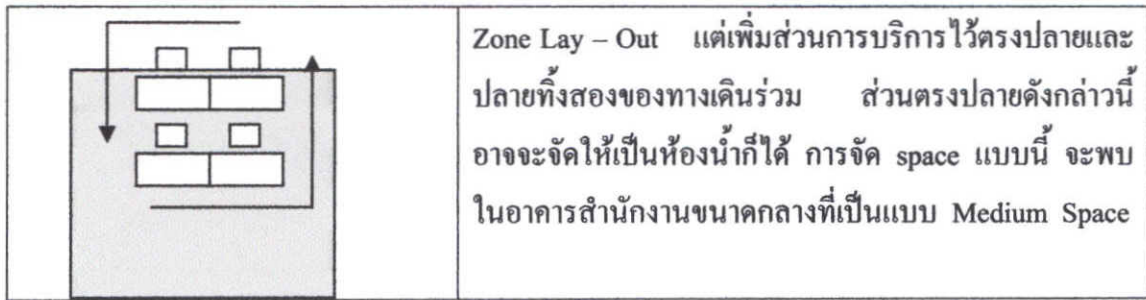 Zone Lay – Out แต่เพิ่มส่วนการบริการไว้ตรงปลายและ
ปลายทิ้งสองของทางเดินร่วม ส่วนตรงปลายดังกล่าวนี้
อาจจะจัดให้เป็นห้องน้ำก็ได้ การจัด space แบบนี้ จะพบ
ในอาคารสำนักงานขนาดกลางที่เป็นแบบ Medium Space